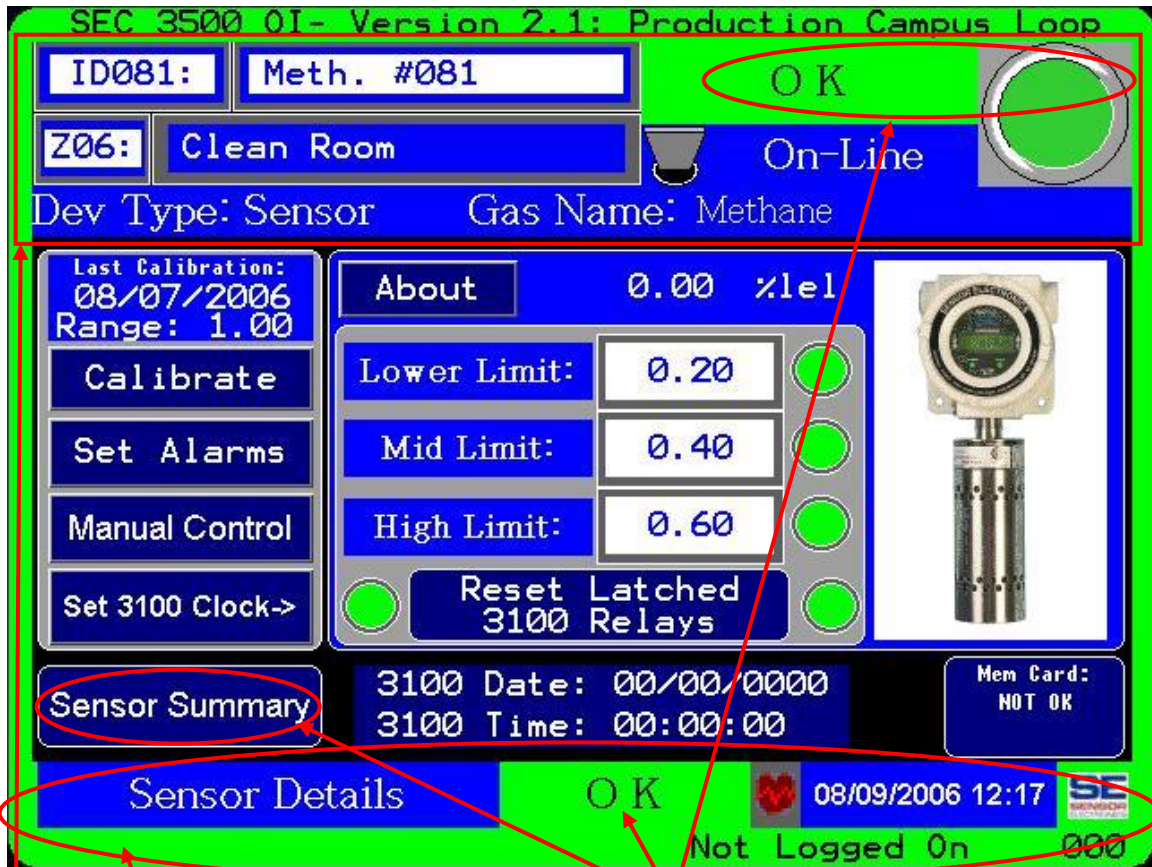 SEC 3500 OI- Version 2.1: Production Campus Loop
ID081: Meth. #081
O K
Z06: Clean Room
On-Line
Dev Type: Sensor Gas Name: Methane
Last Calibration:
08/07/2006
Range: 1.00
Calibrate
Set Alarms
Manual Control
Set 3100 Clock->
About 0.00 %lel
Lower Limit: 0.20
Mid Limit: 0.40
High Limit: 0.60
Reset Latched
3100 Relays
Sensor Summary
3100 Date: 00/00/0000
3100 Time: 00:00:00
Mem Card:
NOT OK
Sensor Details
O K
08/09/2006 12:17
SE
SENSOR
Not Logged On 000